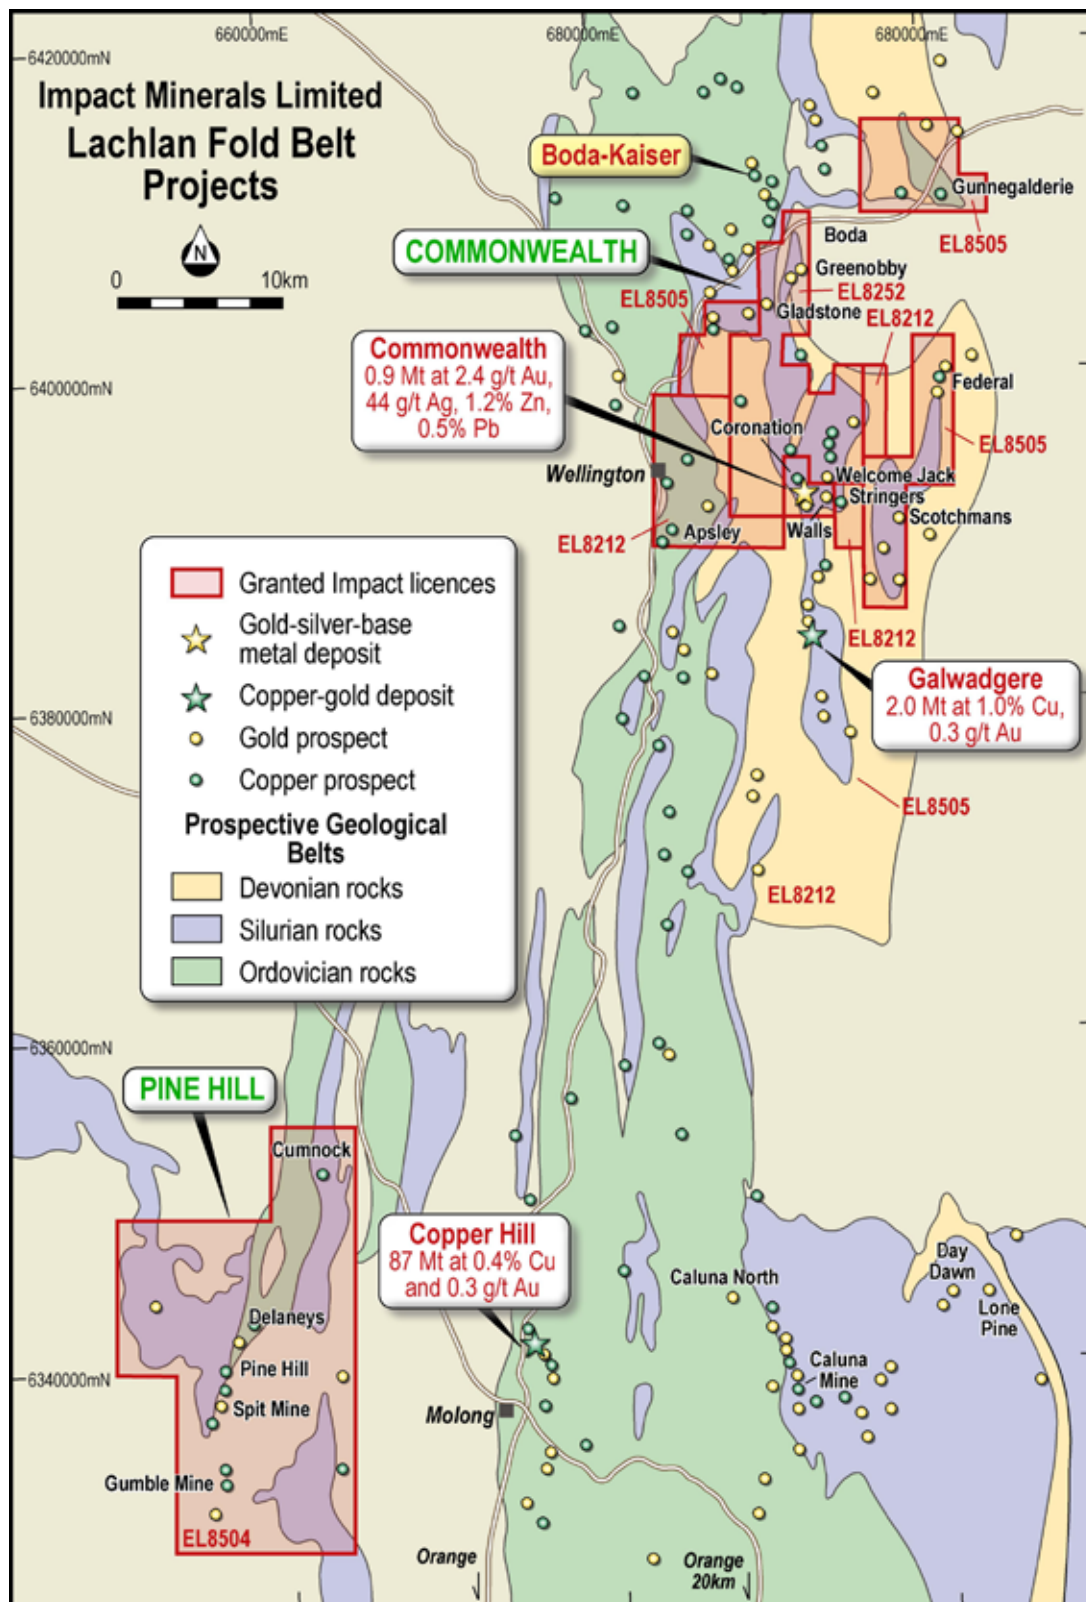 660000mE
680000mE
680000mE
6420000mN
Impact Minerals Limited
Lachlan Fold Belt
Projects
N
0
10km
Boda-Kaiser
Gunnegalderie
EL8505
COMMONWEALTH
Boda
Greenobby
EL8252
EL8505
Gladstone
EL8212
Commonwealth
0.9 Mt at 2.4 g/t Au,
44 g/t Ag, 1.2% Zn,
0.5% Pb
6400000mN
Federal
Coronation
EL8505
Wellington
Welcome Jack
Stringers
Scotchmans
Walls
Apsley
EL8212
EL8212
Granted Impact licences
Gold-silver-base
metal deposit
Copper-gold deposit
Gold prospect
Copper prospect
Prospective Geological
Belts
Devonian rocks
Silurian rocks
Ordovician rocks
Galwadgere
2.0 Mt at 1.0% Cu,
0.3 g/t Au
6380000mN
EL8505
EL8212
6360000mN
PINE HILL
Cumnock
Copper Hill
87 Mt at 0.4% Cu
and 0.3 g/t Au
Caluna North
Day
Dawn
Lone
Pine
Delaneys
Pine Hill
6340000mN
Caluna
Mine
Spit Mine
Molong
Gumble Mine
EL8504
Orange
Orange
20km